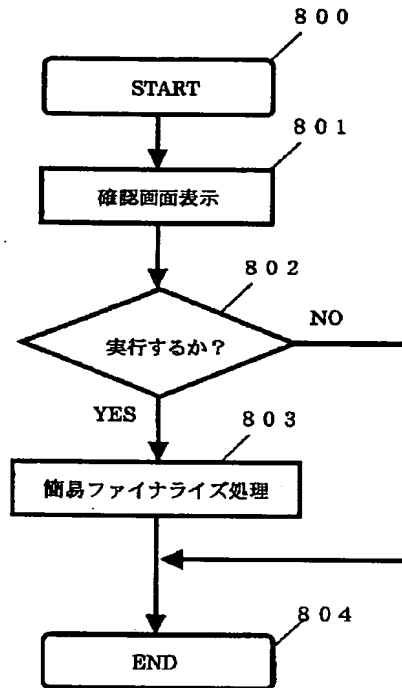 ８００
START
８０１
確認画面表示
８０２
実行するか？
NO
YES
８０３
簡易ファイナライズ処理
８０４
END